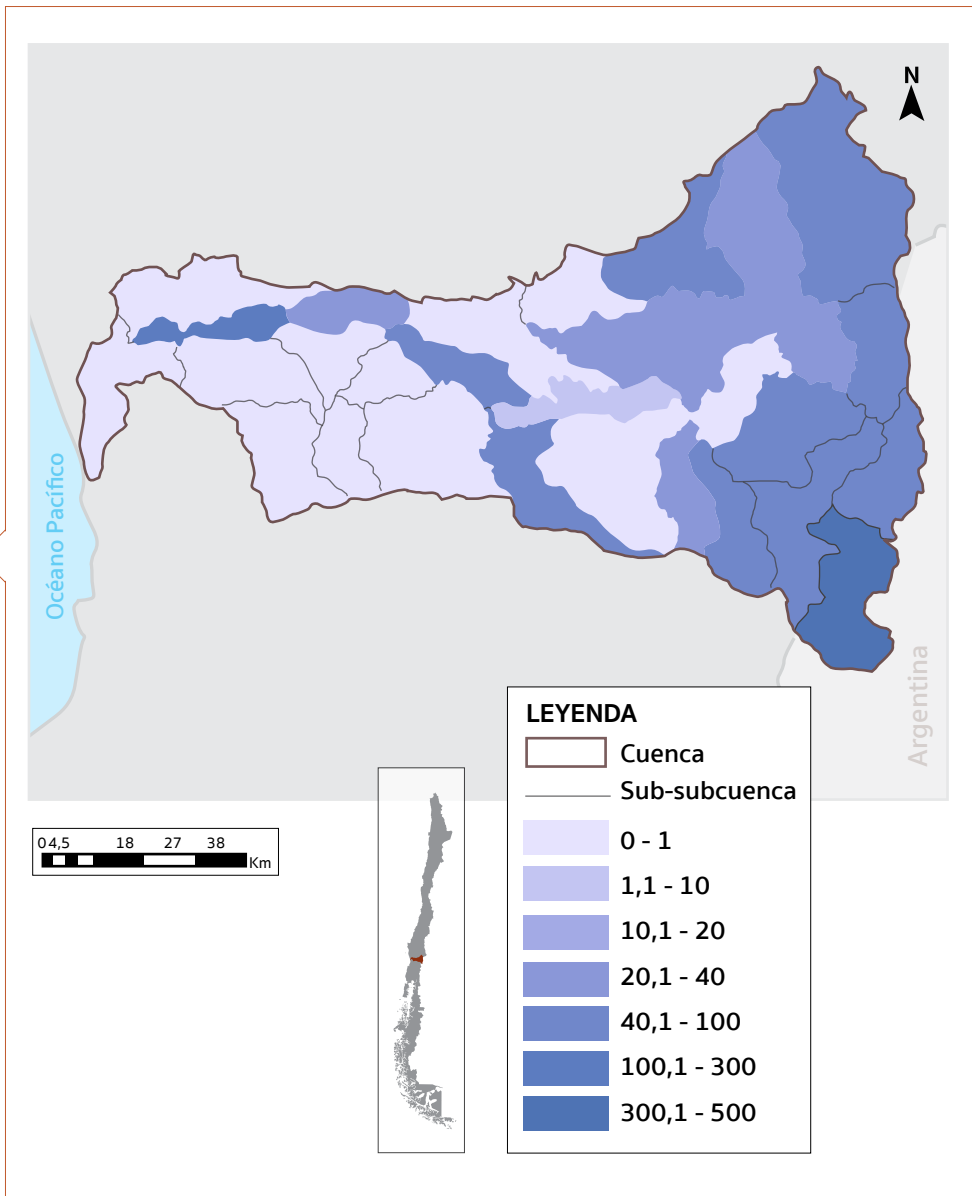 N
Océano Pacífico
Argentina
LEYENDA
Cuenca
Sub-subcuenca
0 - 1
1,1 - 10
10,1 - 20
20,1 - 40
40,1 - 100
100,1 - 300
300,1 - 500
0 4,5 18 27 38
Km